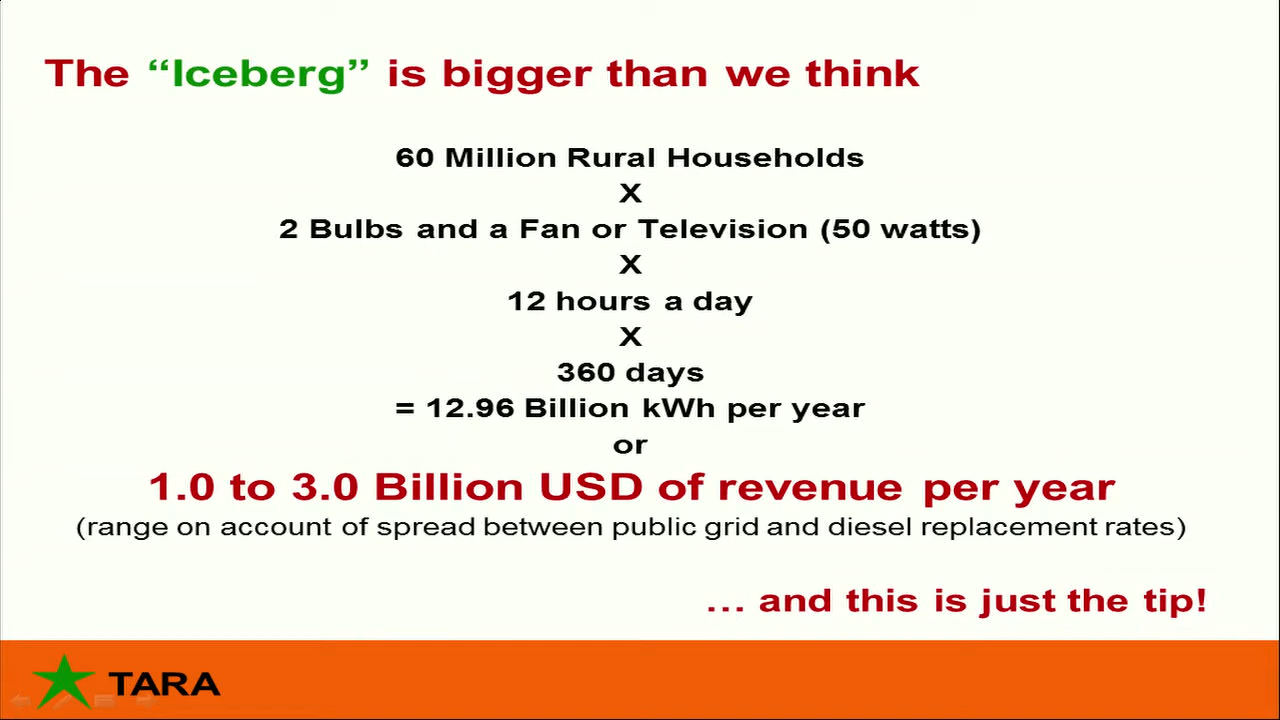 The “Iceberg” is bigger than we think
60 Million Rural Households
X
2 Bulbs and a Fan or Television (50 watts)
X
12 hours a day
X
360 days
= 12.96 Billion kWh per year
or
1.0 to 3.0 Billion USD of revenue per year
(range on account of spread between public grid and diesel replacement rates)
… and this is just the tip!
TARA